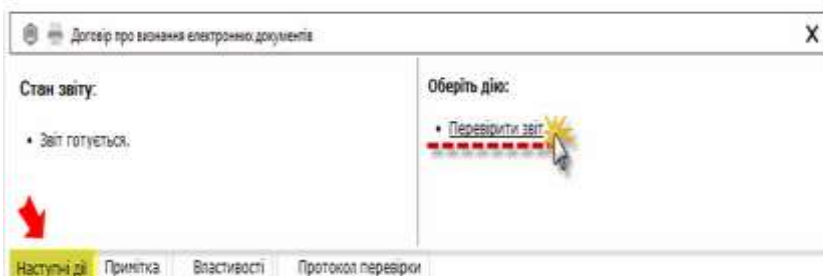 Договір про визнання електронних документів
X
Стан звіту:
• Звіт готується.
Оберіть дію:
• Перевірити звіт
Наступні дії Примітка Властивості Протокол перевірки